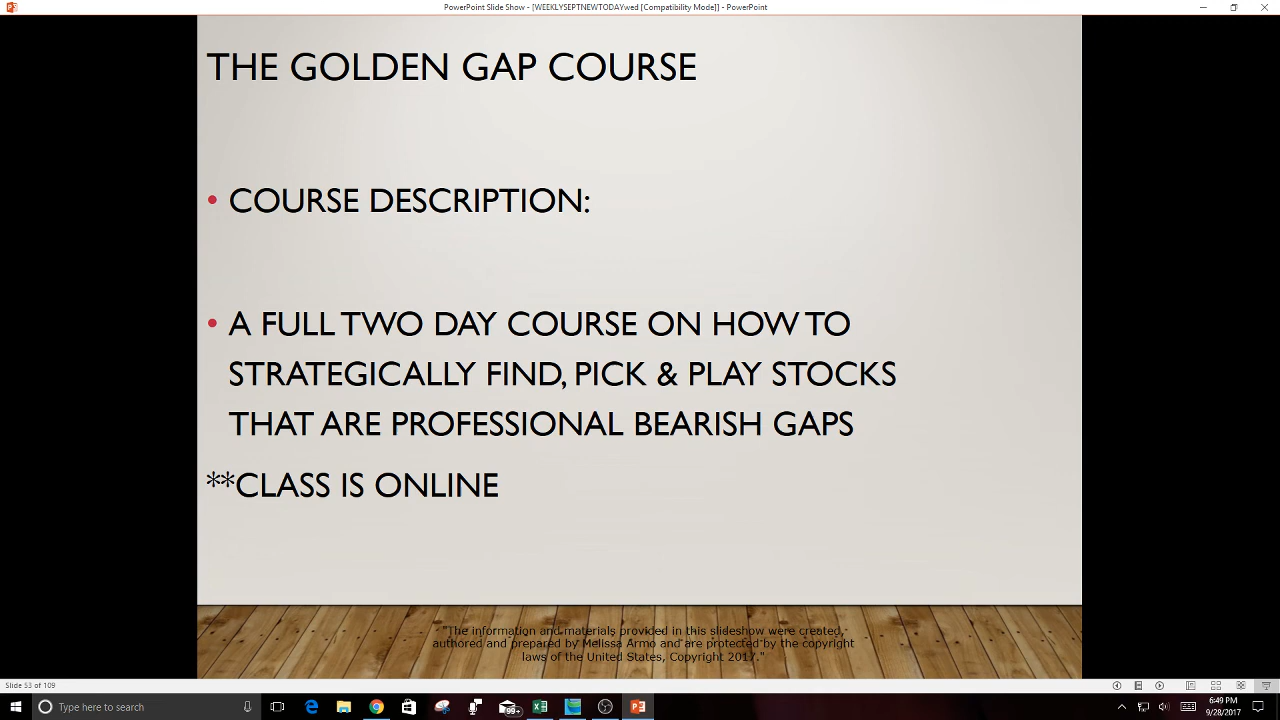 PowerPoint Slide Show - [WEEKLYSEPTNEWTODAYwed [Compatibility Mode]] - PowerPoint
THE GOLDEN GAP COURSE
• COURSE DESCRIPTION:
• A FULL TWO DAY COURSE ON HOW TO
STRATEGICALLY FIND, PICK & PLAY STOCKS
THAT ARE PROFESSIONAL BEARISH GAPS
**CLASS IS ONLINE
"The information and materials provided in this slideshow were created,
authored and prepared by Melissa Armo and are protected by the copyright
laws of the United States, Copyright 2017."
Slide 53 of 109
Type here to search
99+
6:49 PM
9/28/2017